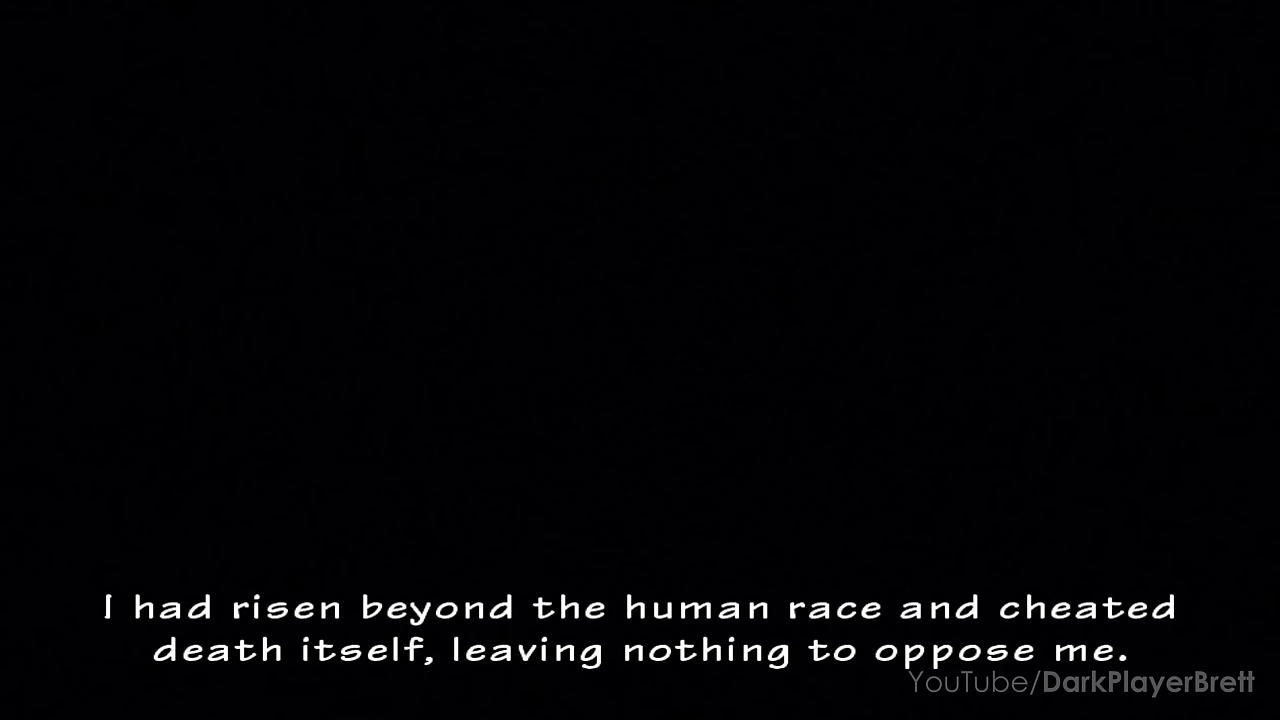 I had risen beyond the human race and cheated
death itself, leaving nothing to oppose me.
YouTube/DarkPlayerBrett